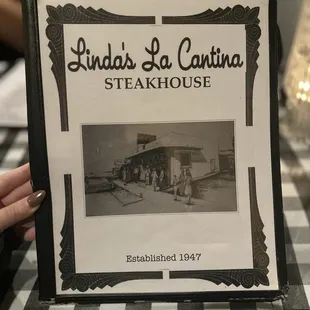 Linda's La Cantina
STEAKHOUSE
Established 1947